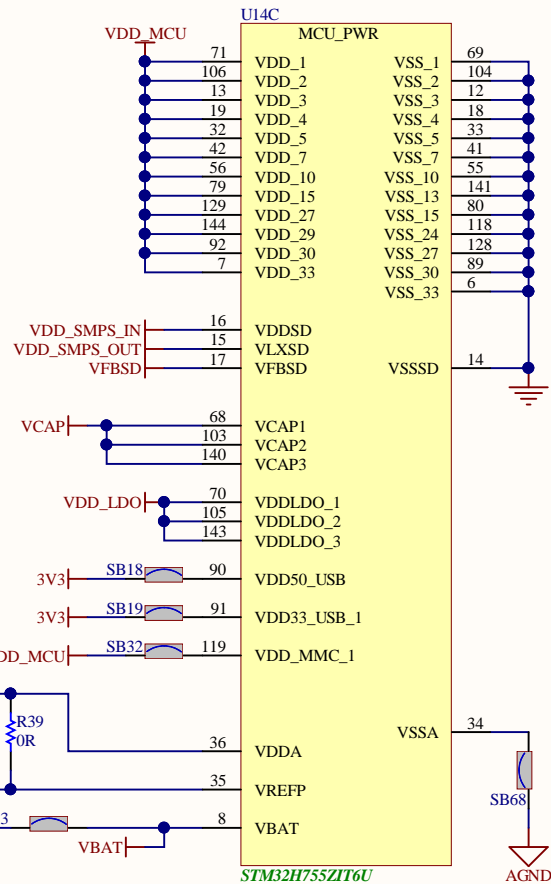 U14C
VDD_MCU MCU_PWR
71 VDD_1 VSS_1 69
106 VDD_2 VSS_2 104
13 VDD_3 VSS_3 12
19 VDD_4 VSS_4 18
32 VDD_5 VSS_5 33
42 VDD_7 VSS_7 41
56 VDD_10 VSS_10 55
79 VDD_15 VSS_13 141
129 VDD_27 VSS_15 80
144 VDD_29 VSS_24 118
92 VDD_30 VSS_27 128
7 VDD_33 VSS_30 89
VSS_33 6
VDD_SMPS_IN 16 VDDSD
VDD_SMPS_OUT 15 VLXSD
VFBSD 17 VFBSD VSSSD 14
VCAP 68 VCAP1
103 VCAP2
140 VCAP3
VDD_LDO 70 VDDLDO_1
105 VDDLDO_2
143 VDDLDO_3
3V3 SB18 90 VDD50_USB
3V3 SB19 91 VDD33_USB_1
DD_MCU SB32 119 VDD_MMC_1
R39
0R
VSSA 34
36 VDDA
35 VREFP
SB68
3 8 VBAT
VBAT
STM32H755ZIT6U
AGND